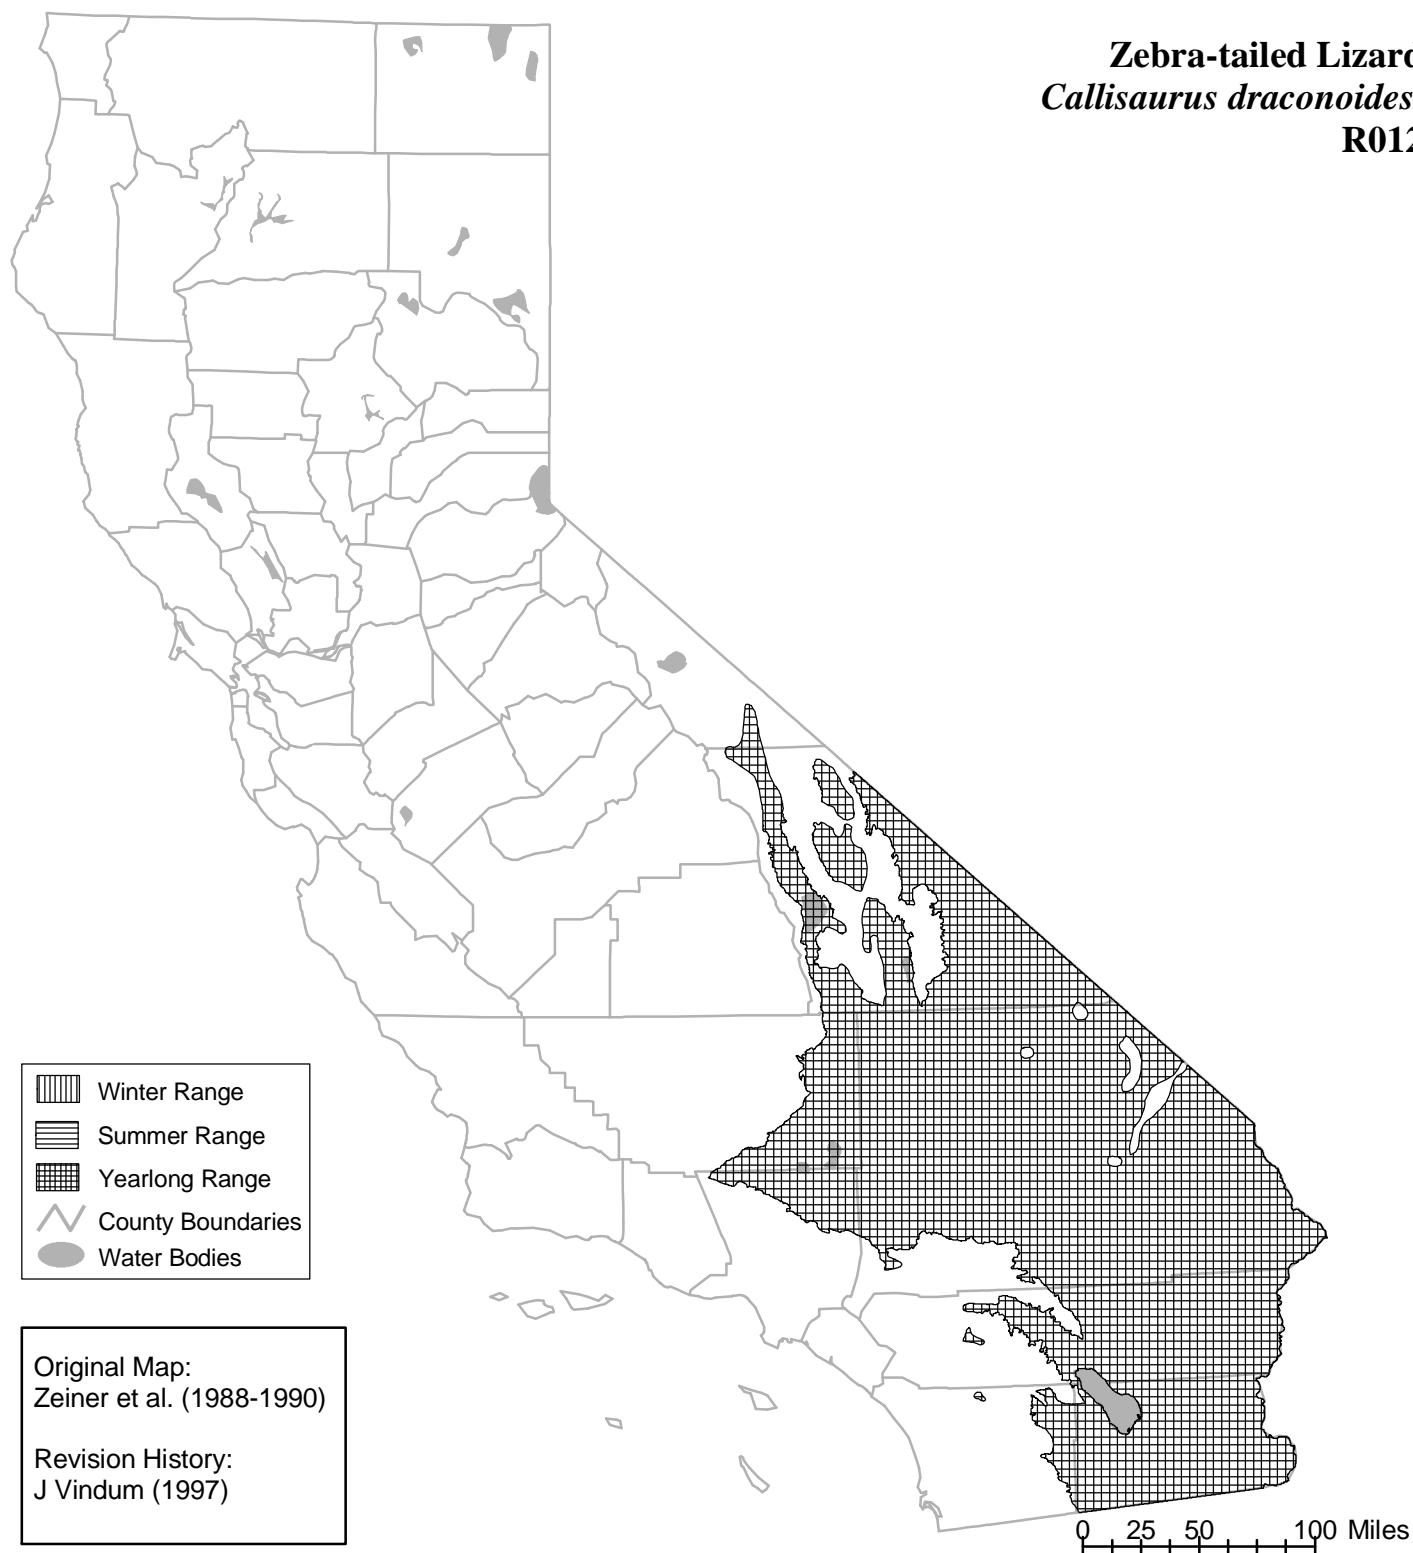 Zebra-tailed Lizard
Callisaurus draconoides
R012
Winter Range
Summer Range
Yearlong Range
County Boundaries
Water Bodies
Original Map:
Zeiner et al. (1988-1990)
Revision History:
J Vindum (1997)
0 25 50 100 Miles